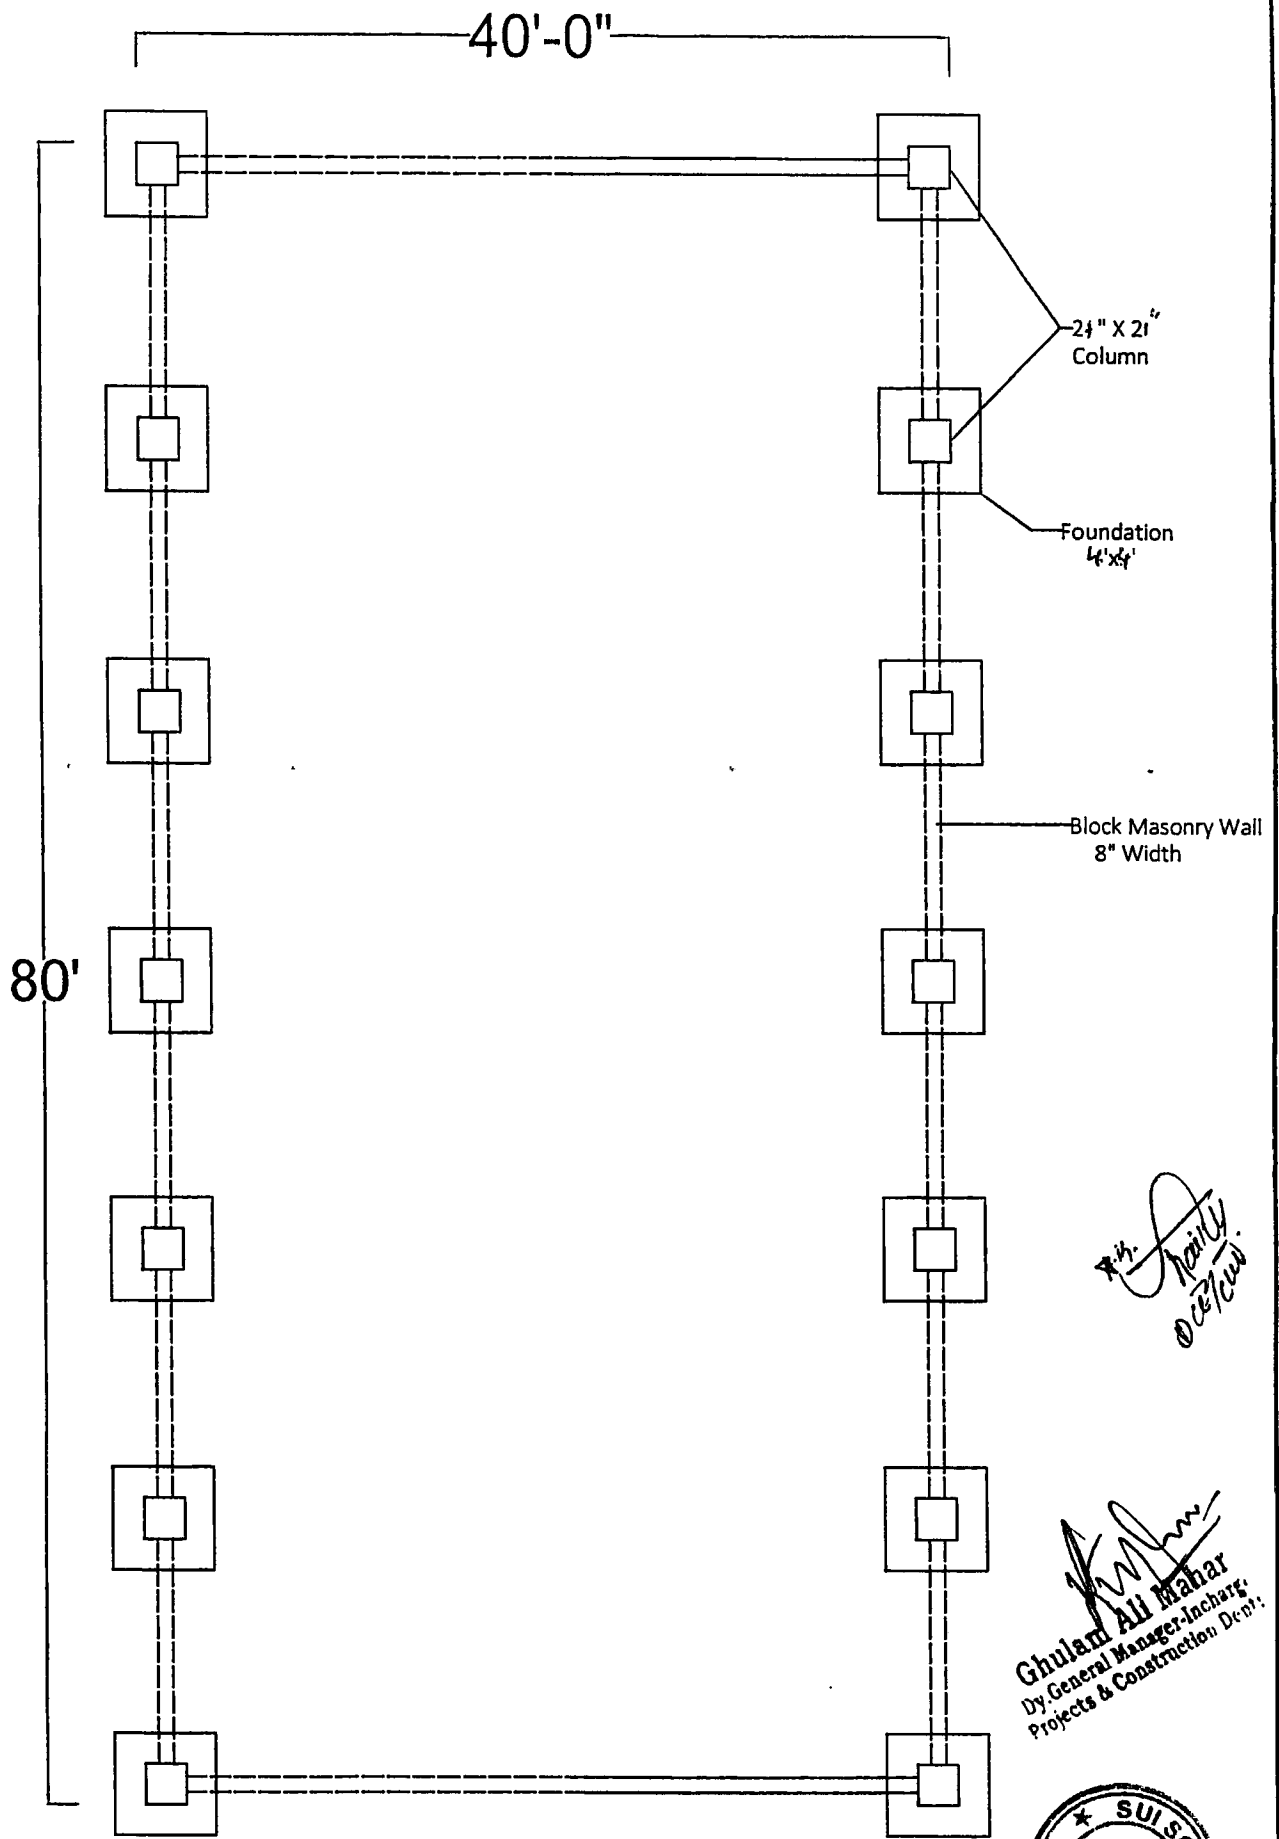 40'-0"
21" X 21"
Column
Foundation
4'x4'
Block Masonry Wall
8" Width
80'
Ghulam Ali Mahar
Dy. General Manager-Incharge
Projects & Construction Deptt:
★ SUI SO